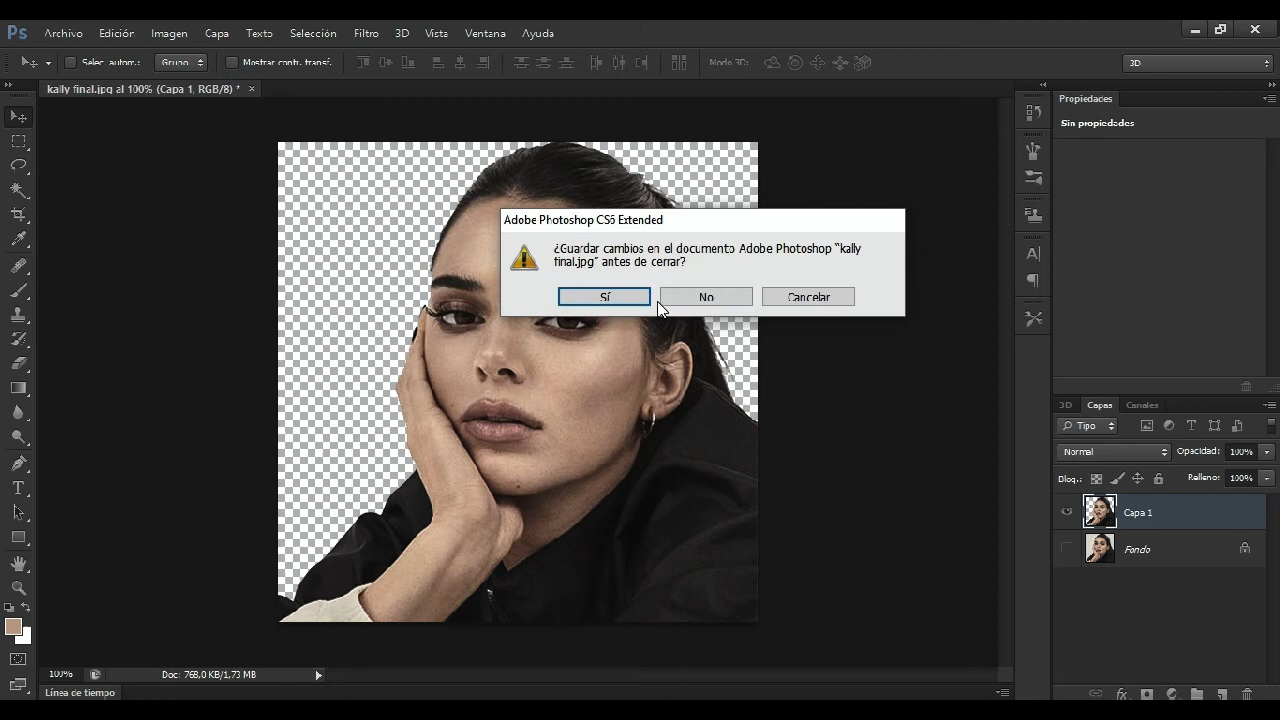 Ps Archivo Edición Imagen Capa Texto Selección Filtro 3D Vista Ventana Ayuda
Selec. autom.: Grupo Mostrar contr. transf. Modo 3D: 3D
kally final.jpg al 100% (Capa 1, RGB/8) * ×
Propiedades
Sin propiedades
Adobe Photoshop CS6 Extended
¿Guardar cambios en el documento Adobe Photoshop "kally
final.jpg" antes de cerrar?
Sí No Cancelar
3D Capas Canales
Tipo
Normal Opacidad: 100%
Bloq.: Relleno: 100%
Capa 1
Fondo
100% Doc: 768,0 KB/1,73 MB
Línea de tiempo